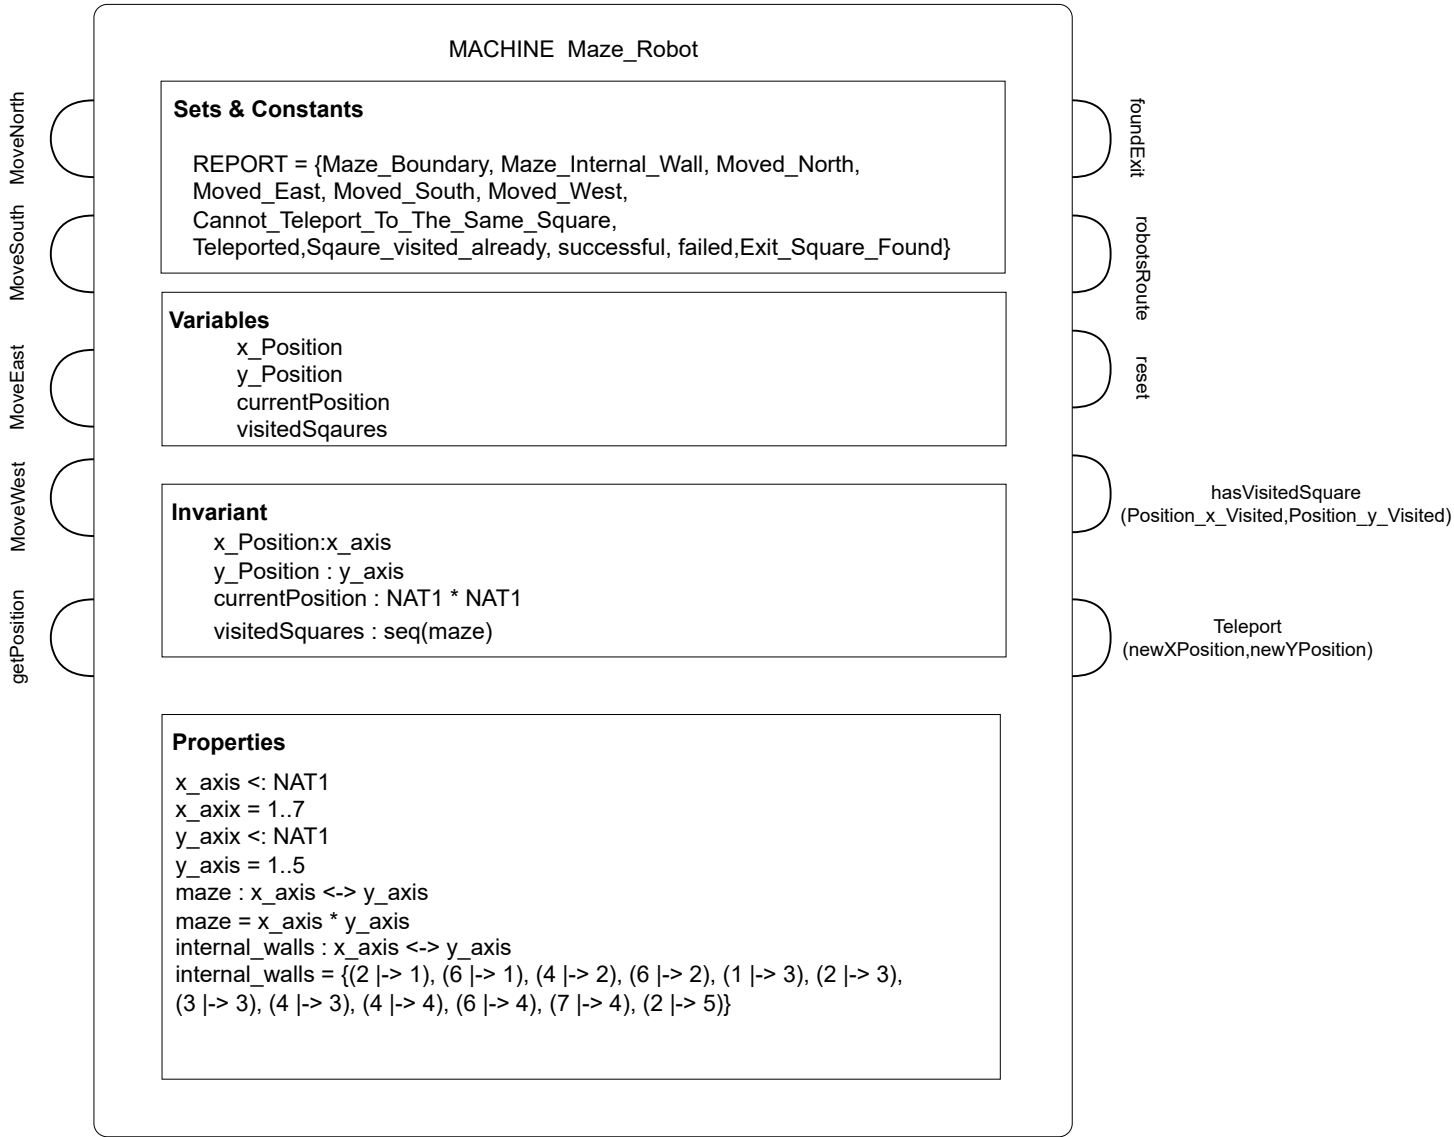 MACHINE  Maze_Robot
Sets & Constants
REPORT = {Maze_Boundary, Maze_Internal_Wall, Moved_North,
Moved_East, Moved_South, Moved_West,
Cannot_Teleport_To_The_Same_Square,
Teleported,Sqaure_visited_already, successful, failed,Exit_Square_Found}
Variables
x_Position
y_Position
currentPosition
visitedSqaures
Invariant
x_Position:x_axis
y_Position : y_axis
currentPosition : NAT1 * NAT1
visitedSquares : seq(maze)
Properties
x_axis <: NAT1
x_axix = 1..7
y_axix <: NAT1
y_axis = 1..5
maze : x_axis <-> y_axis
maze = x_axis * y_axis
internal_walls : x_axis <-> y_axis
internal_walls = {(2 |-> 1), (6 |-> 1), (4 |-> 2), (6 |-> 2), (1 |-> 3), (2 |-> 3),
(3 |-> 3), (4 |-> 3), (4 |-> 4), (6 |-> 4), (7 |-> 4), (2 |-> 5)}
MoveNorth
MoveSouth
MoveEast
MoveWest
getPosition
foundExit
robotsRoute
reset
hasVisitedSquare
(Position_x_Visited,Position_y_Visited)
Teleport
(newXPosition,newYPosition)